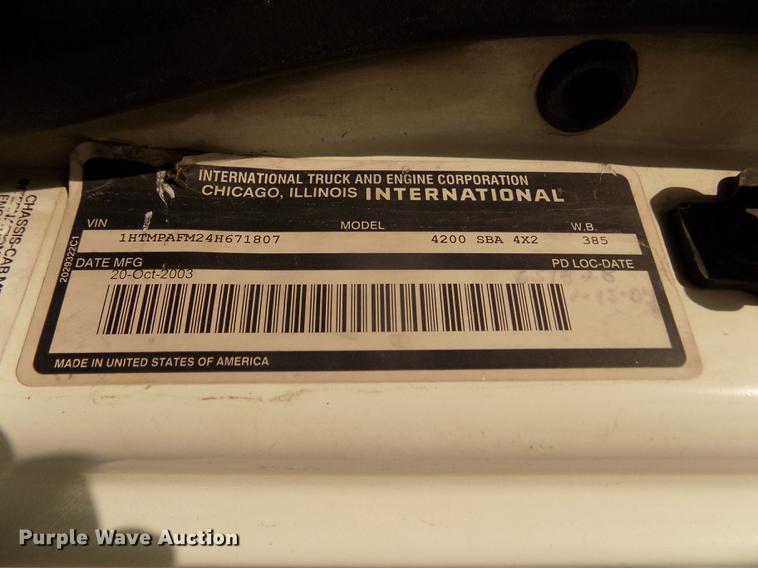 INTERNATIONAL TRUCK AND ENGINE CORPORATION
CHICAGO, ILLINOIS INTERNATIONAL
VIN MODEL W.B.
1HTMPAFM24H671807 4200 SBA 4X2 385
DATE MFG PD LOC-DATE
20-Oct-2003
MADE IN UNITED STATES OF AMERICA
2029322C1
CHASSIS-CAB
Purple Wave Auction